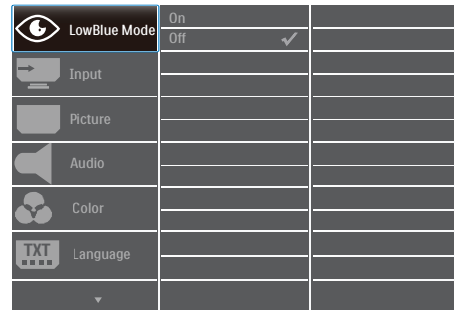 LowBlue Mode
On
Off
Input
Picture
Audio
Color
TXT
Language